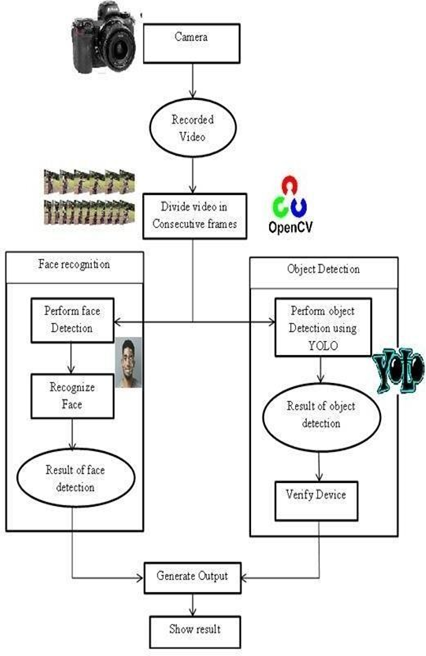 Camera
Recorded
Video
Divide video in
Consecutive frames
OpenCV
Face recognition
Perform face
Detection
Recognize
Face
Result of face
detection
Object Detection
Perform object
Detection using
YOLO
YOLO
Result of object
detection
Verify Device
Generate Output
Show result